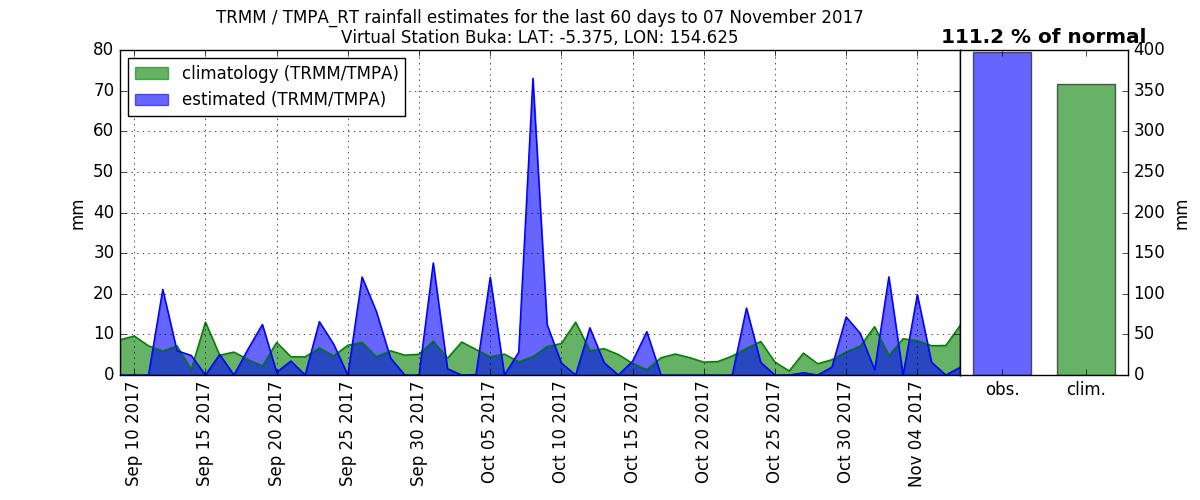 TRMM / TMPA_RT rainfall estimates for the last 60 days to 07 November 2017
Virtual Station Buka: LAT: -5.375, LON: 154.625
111.2 % of normal
climatology (TRMM/TMPA)
estimated (TRMM/TMPA)
80
70
60
50
40
30
20
10
0
mm
Sep 10 2017
Sep 15 2017
Sep 20 2017
Sep 25 2017
Sep 30 2017
Oct 05 2017
Oct 10 2017
Oct 15 2017
Oct 20 2017
Oct 25 2017
Oct 30 2017
Nov 04 2017
obs.
clim.
400
350
300
250
200
150
100
50
0
mm